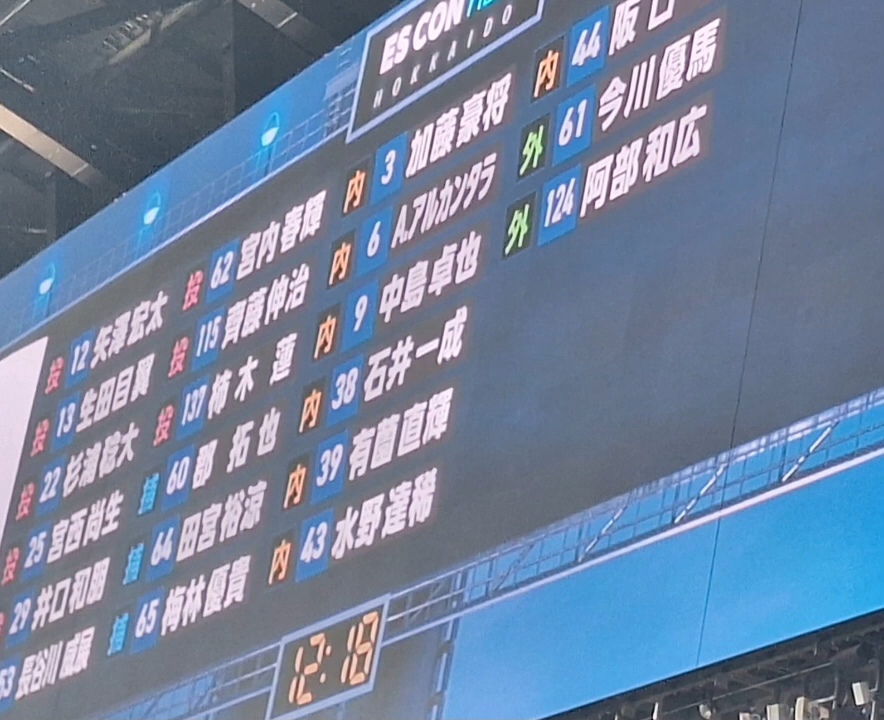 ES CON
HOKKAIDO
投 12 矢澤宏太
投 13 生田目翼
投 22 杉浦稔大
投 25 宮西尚生
29 井口和朋
53 長谷川威展
投 62 宮内春輝
投 115 齊藤伸治
投 137 柿木 蓮
捕 60 郡 拓也
捕 64 田宮裕涼
捕 65 梅林優貴
内 3 加藤豪将
内 6 A.アルカンタラ
内 9 中島卓也
内 38 石井一成
内 39 有薗直輝
内 43 水野達稀
内 44 阪口
外 61 今川優馬
外 124 阿部和広
12:18